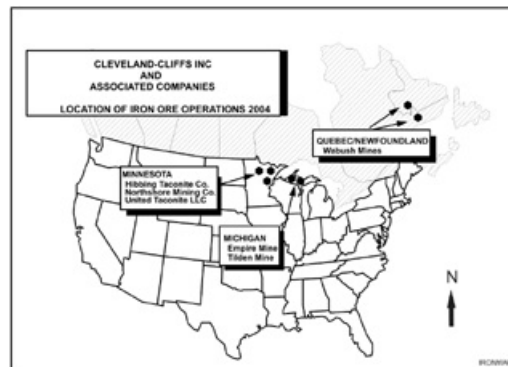 CLEVELAND-CLIFFS INC
AND
ASSOCIATED COMPANIES
LOCATION OF IRON ORE OPERATIONS 2004
QUEBEC/NEWFOUNDLAND
Wabush Mines
MINNESOTA
Hibbing Taconite Co.
Northshore Mining Co.
United Taconite LLC
MICHIGAN
Empire Mine
Tilden Mine
N